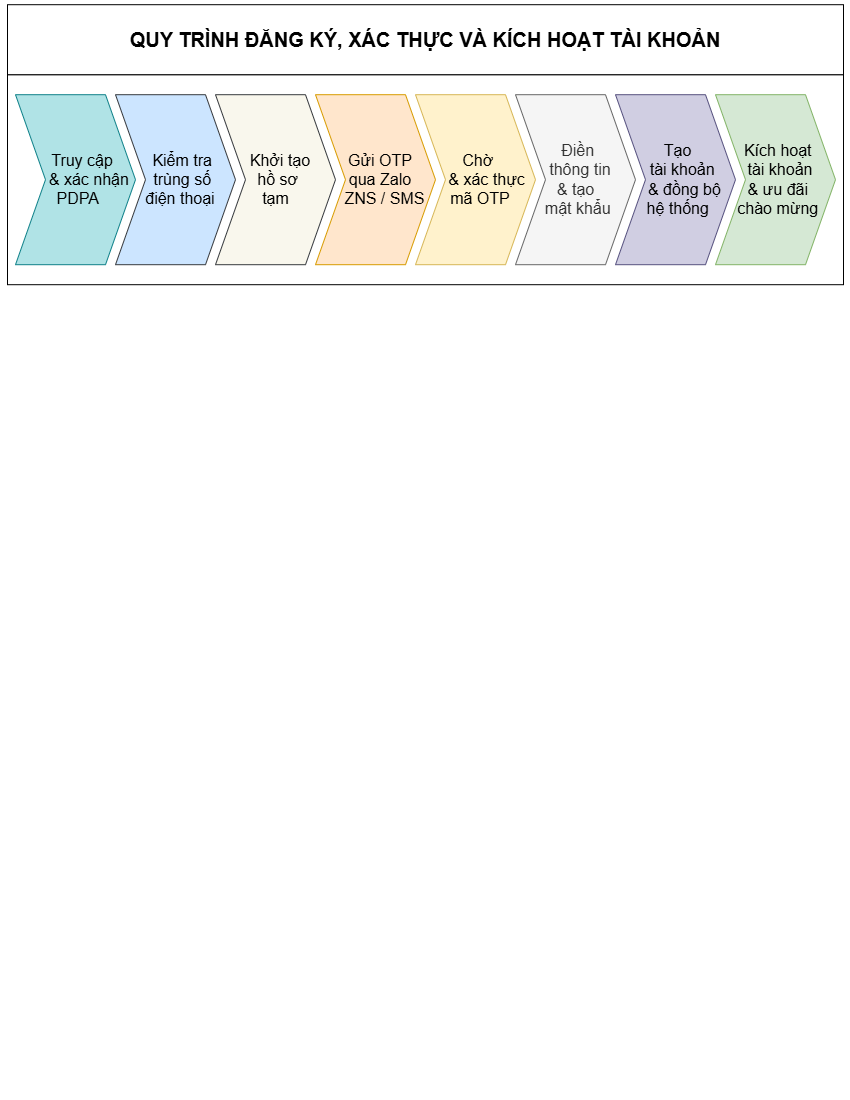 QUY TRÌNH ĐĂNG KÝ, XÁC THỰC VÀ KÍCH HOẠT TÀI KHOẢN
Truy cập
& xác nhận
PDPA
Kiểm tra
trùng số
điện thoại
Khởi tạo
hồ sơ
tạm
Gửi OTP
qua Zalo
ZNS / SMS
Chờ
& xác thực
mã OTP
Điền
thông tin
& tạo
mật khẩu
Tạo
tài khoản
& đồng bộ
hệ thống
Kích hoạt
tài khoản
& ưu đãi
chào mừng